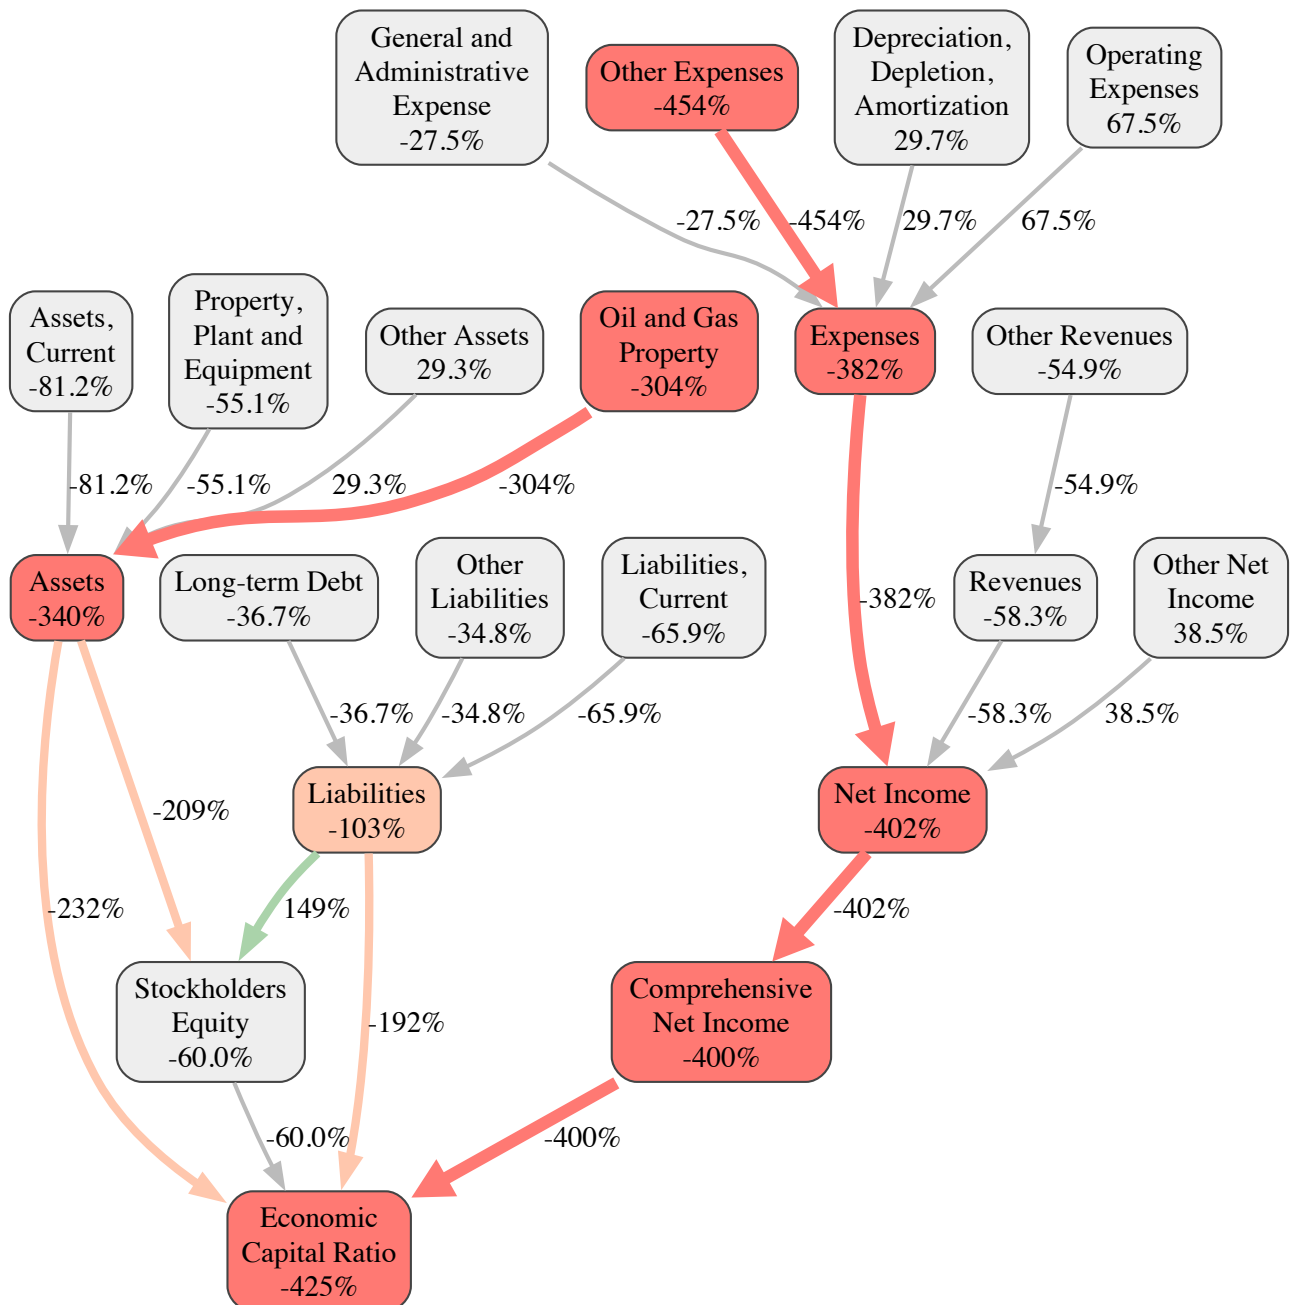 General and
Administrative
Expense
-27.5%
Other Expenses
-454%
Depreciation,
Depletion,
Amortization
29.7%
Operating
Expenses
67.5%
-27.5%
-454%
29.7%
67.5%
Assets,
Current
-81.2%
Property,
Plant and
Equipment
-55.1%
Other Assets
29.3%
Oil and Gas
Property
-304%
Expenses
-382%
Other Revenues
-54.9%
-81.2%
-55.1%
29.3%
-304%
-54.9%
Assets
-340%
Long-term Debt
-36.7%
Other
Liabilities
-34.8%
Liabilities,
Current
-65.9%
-382%
Revenues
-58.3%
Other Net
Income
38.5%
-36.7%
-34.8%
-65.9%
-58.3%
38.5%
-209%
Liabilities
-103%
Net Income
-402%
-232%
149%
-402%
Stockholders
Equity
-60.0%
-192%
Comprehensive
Net Income
-400%
-60.0%
-400%
Economic
Capital Ratio
-425%